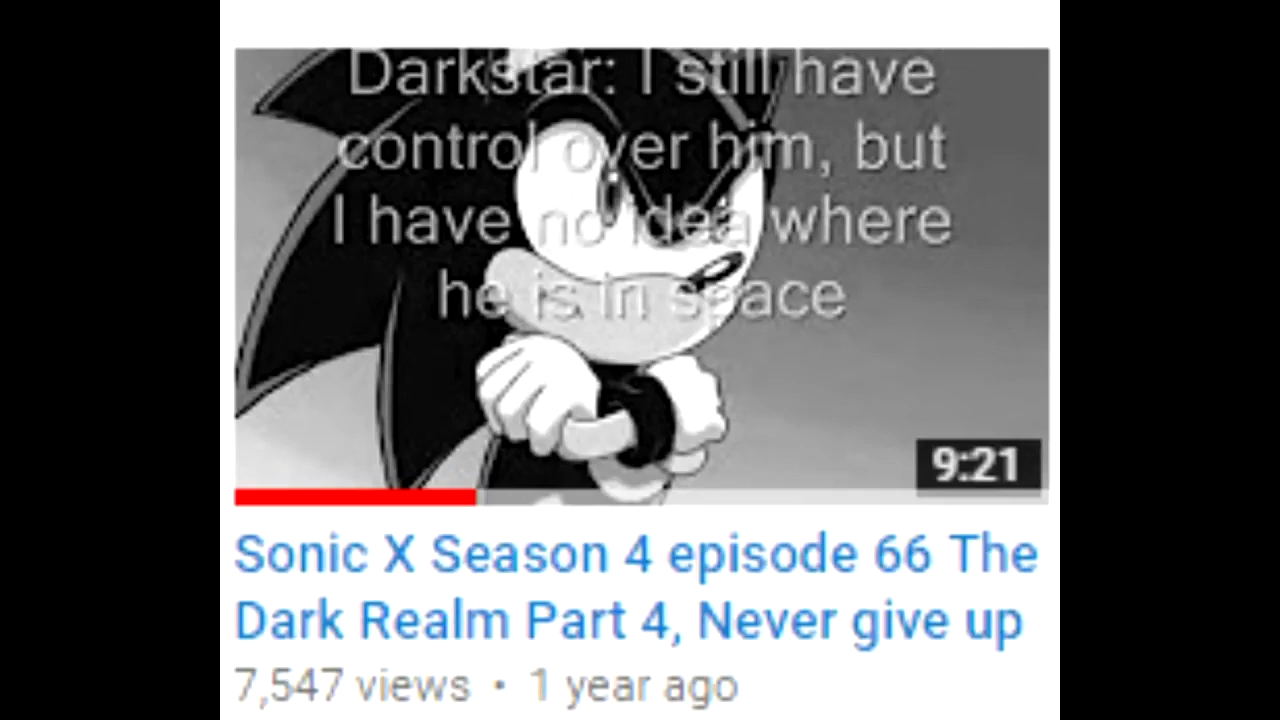 Darkstar: I still have
control over him, but
I have no idea where
he is in space
9:21
Sonic X Season 4 episode 66 The
Dark Realm Part 4, Never give up
7,547 views • 1 year ago